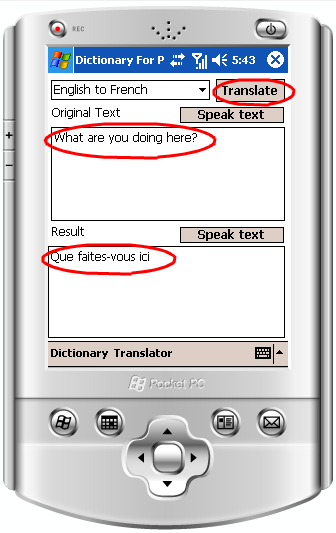 REC
Dictionary For P 5:43
English to French Translate
Original Text Speak text
What are you doing here?
Result Speak text
Que faites-vous ici
Dictionary Translator
Pocket PC